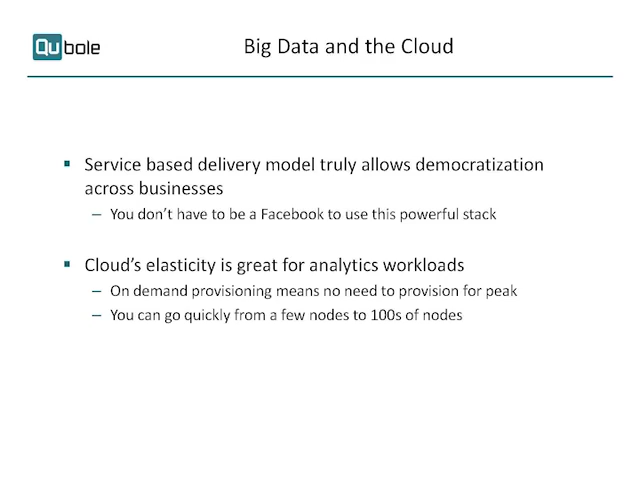 Qubole
Big Data and the Cloud
▪ Service based delivery model truly allows democratization
across businesses
– You don’t have to be a Facebook to use this powerful stack
▪ Cloud’s elasticity is great for analytics workloads
– On demand provisioning means no need to provision for peak
– You can go quickly from a few nodes to 100s of nodes